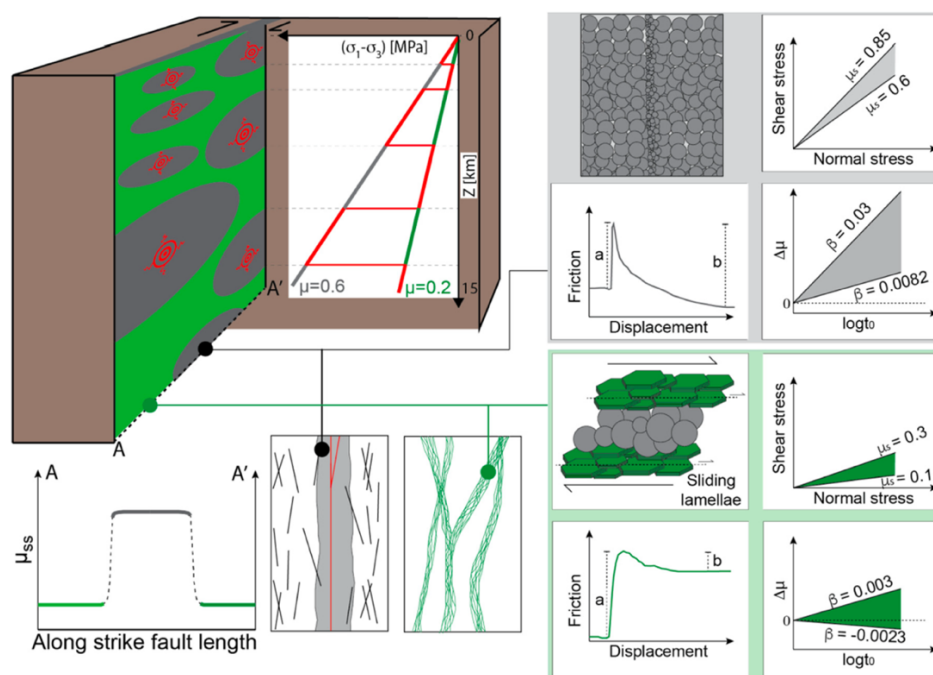 (σ₁-σ₃) [MPa]
0
Z [km]
15
μ=0.6
μ=0.2
A'
A
A
A'
μss
Along strike fault length
Shear stress
μs = 0.85
μs = 0.6
Normal stress
Friction
a
b
Displacement
Δμ
β = 0.03
β = 0.0082
0
logt₀
Sliding
lamellae
Shear stress
μs = 0.3
μs = 0.1
Normal stress
Friction
a
b
Displacement
Δμ
0
β = 0.003
β = -0.0023
logt₀